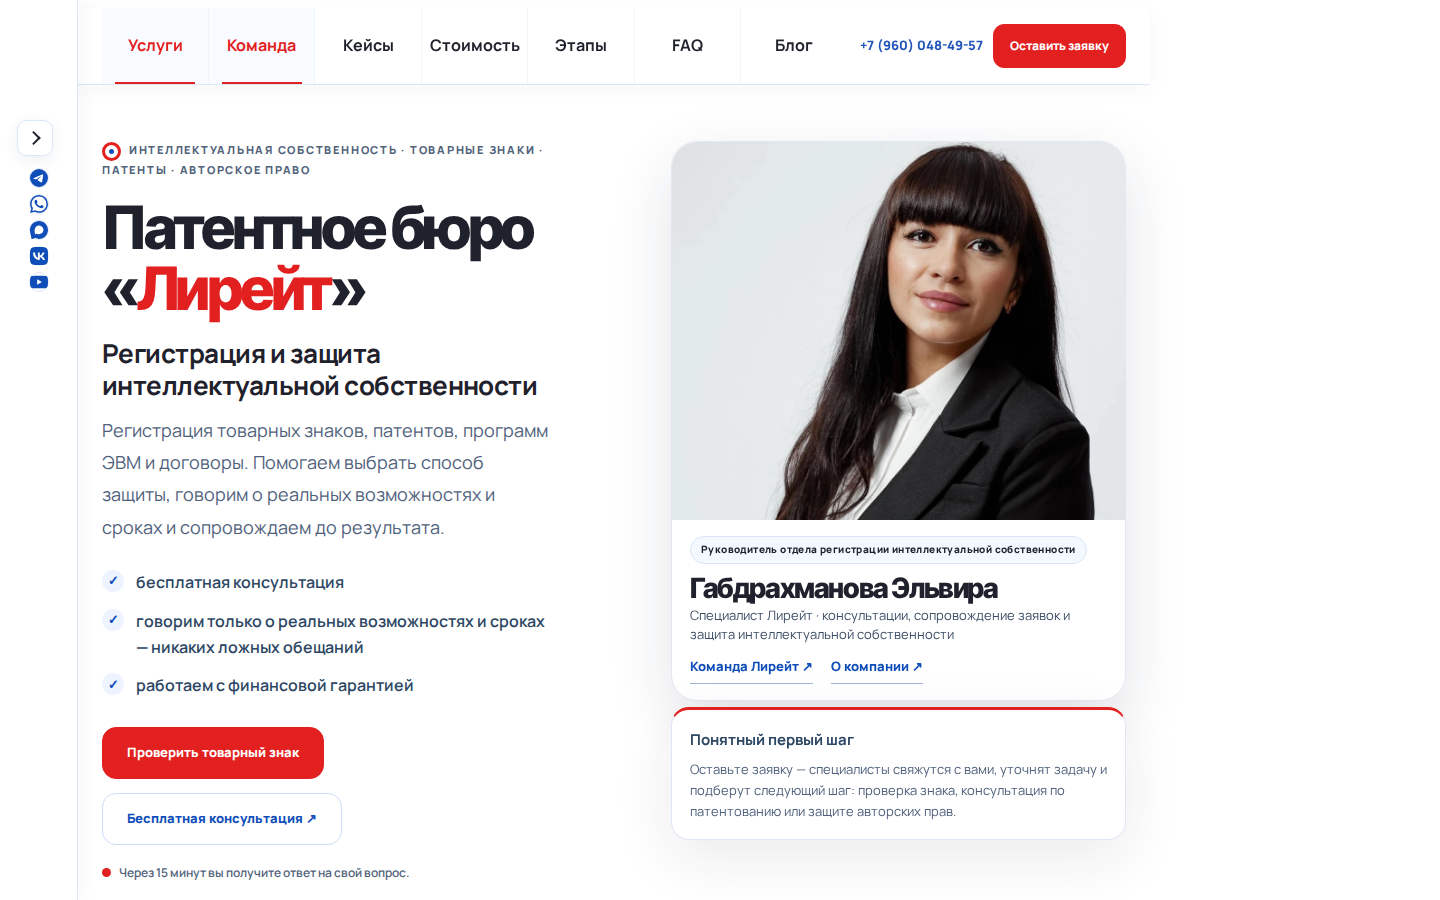 Услуги
Команда
Кейсы
Стоимость
Этапы
FAQ
Блог
+7 (960) 048-49-57
Оставить заявку
ИНТЕЛЛЕКТУАЛЬНАЯ СОБСТВЕННОСТЬ · ТОВАРНЫЕ ЗНАКИ ·
ПАТЕНТЫ · АВТОРСКОЕ ПРАВО
Патентное бюро
«Лирейт»
Регистрация и защита
интеллектуальной собственности
Регистрация товарных знаков, патентов, программ
ЭВМ и договоры. Помогаем выбрать способ
защиты, говорим о реальных возможностях и
сроках и сопровождаем до результата.
✓ бесплатная консультация
✓ говорим только о реальных возможностях и сроках
— никаких ложных обещаний
✓ работаем с финансовой гарантией
Проверить товарный знак
Бесплатная консультация ↗
Через 15 минут вы получите ответ на свой вопрос.
Руководитель отдела регистрации интеллектуальной собственности
Габдрахманова Эльвира
Специалист Лирейт · консультации, сопровождение заявок и
защита интеллектуальной собственности
Команда Лирейт ↗
О компании ↗
Понятный первый шаг
Оставьте заявку — специалисты свяжутся с вами, уточнят задачу и
подберут следующий шаг: проверка знака, консультация по
патентованию или защите авторских прав.